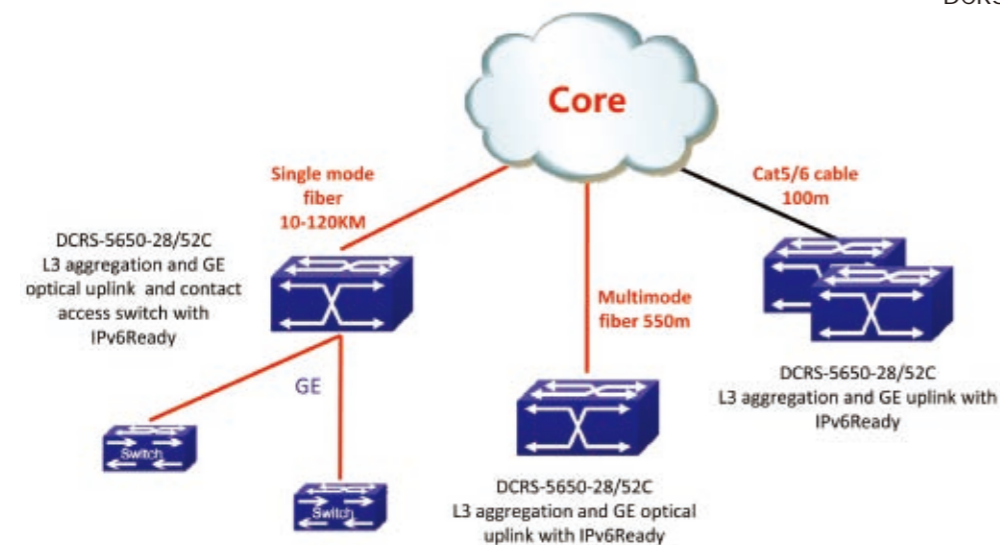 DCRS
Core
Single mode
fiber
10-120KM
Cat5/6 cable
100m
DCRS-5650-28/52C
L3 aggregation and GE
optical uplink and contact
access switch with
IPv6Ready
Multimode
fiber 550m
GE
DCRS-5650-28/52C
L3 aggregation and GE uplink with
IPv6Ready
Switch
Switch
DCRS-5650-28/52C
L3 aggregation and GE optical
uplink with IPv6Ready